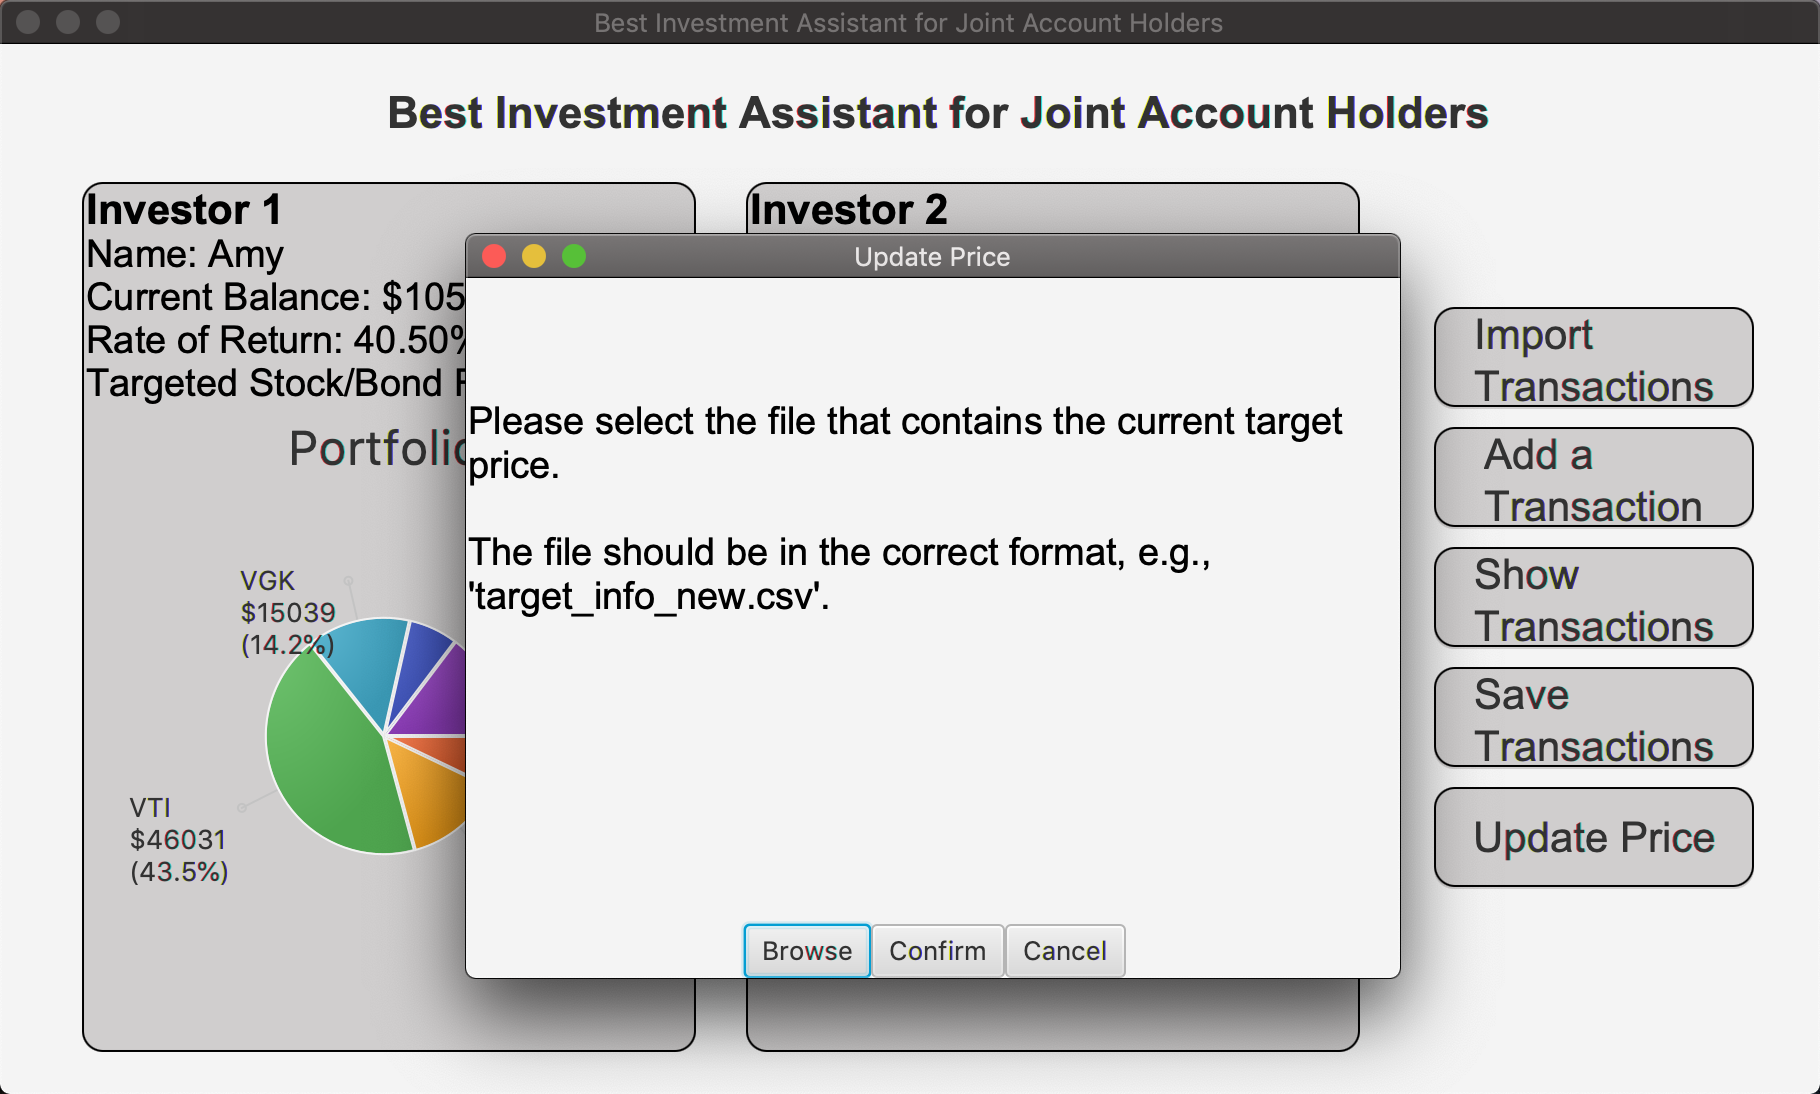 Best Investment Assistant for Joint Account Holders
Best Investment Assistant for Joint Account Holders
Investor 1
Name: Amy
Current Balance: $105
Rate of Return: 40.50%
Targeted Stock/Bond
Portfolio
VGK
$15039
(14.2%)
VTI
$46031
(43.5%)
Investor 2
Update Price
Please select the file that contains the current target
price.
The file should be in the correct format, e.g.,
'target_info_new.csv'.
Browse
Confirm
Cancel
Import
Transactions
Add a
Transaction
Show
Transactions
Save
Transactions
Update Price